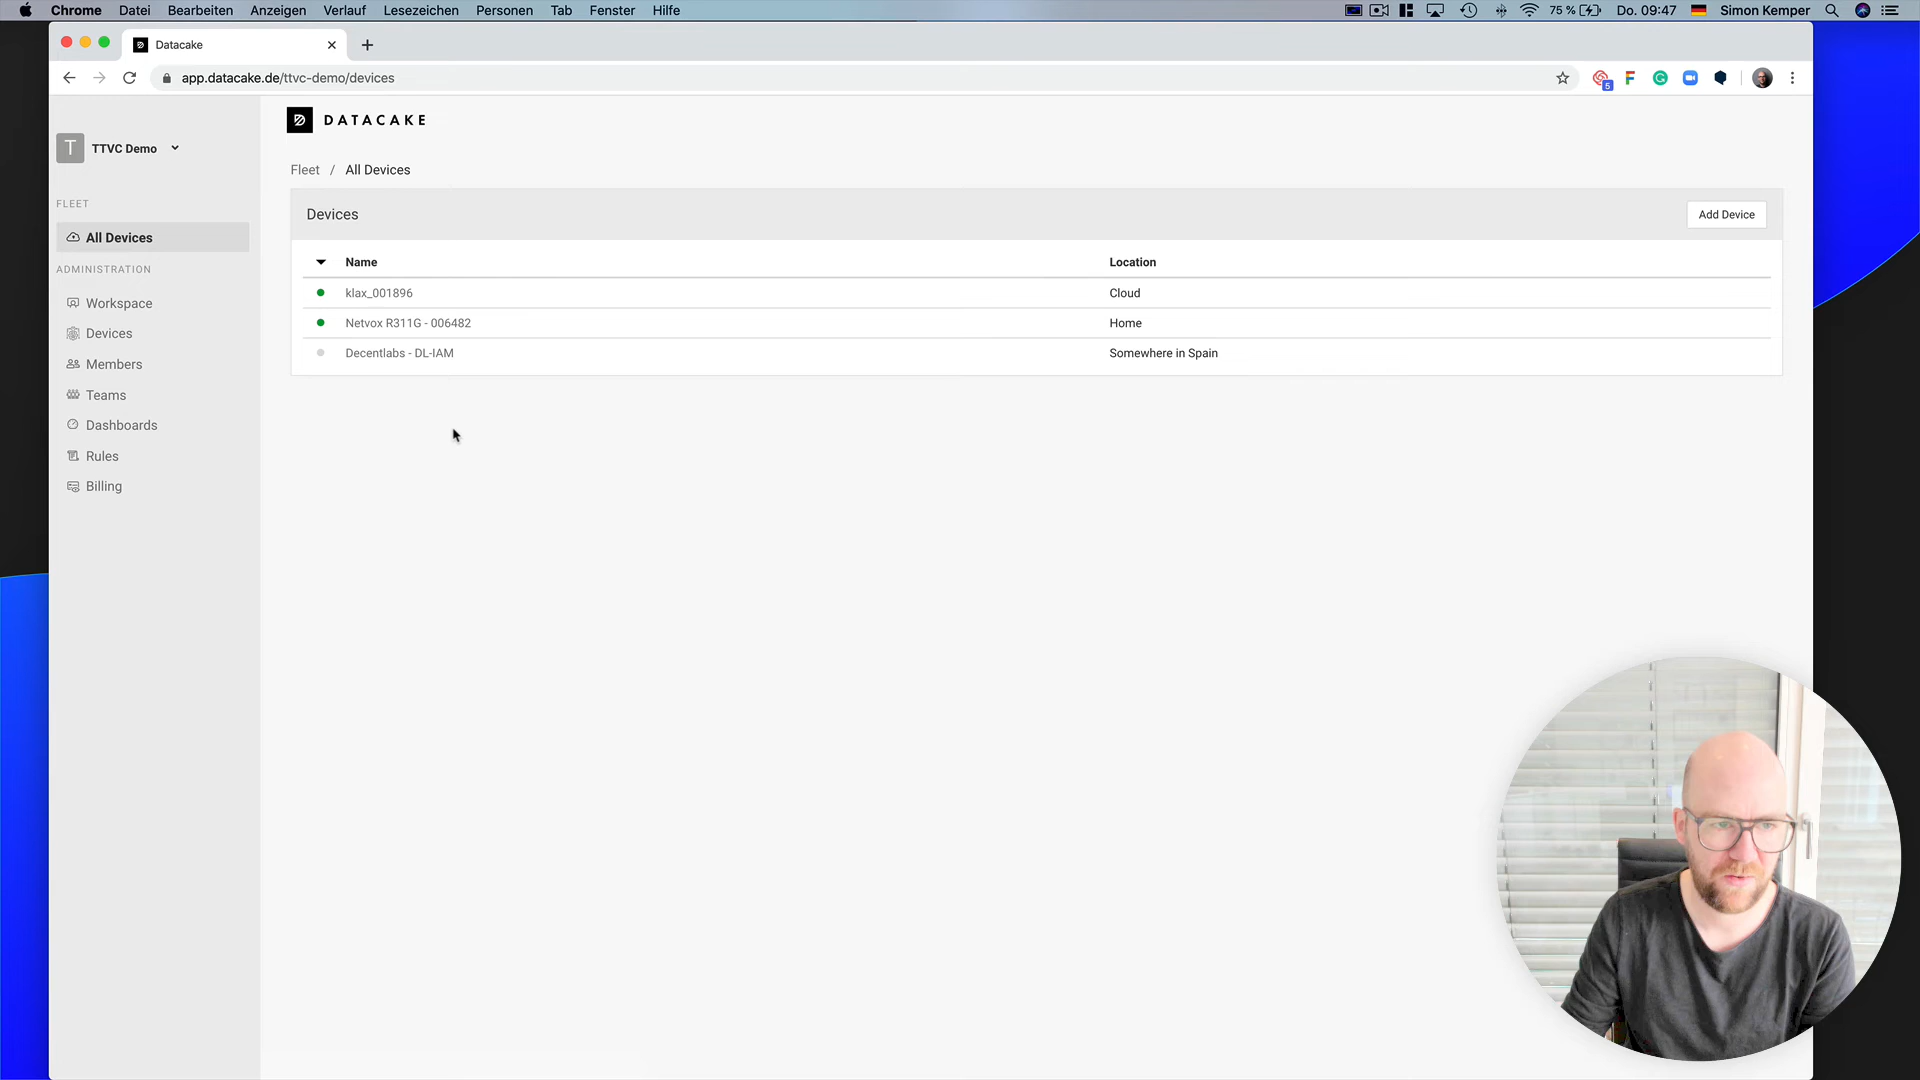 Chrome Datei Bearbeiten Anzeigen Verlauf Lesezeichen Personen Tab Fenster Hilfe 75 % Do. 09:47 Simon Kemper
Datacake
app.datacake.de/ttvc-demo/devices
5
DATACAKE
T TTVC Demo
Fleet / All Devices
FLEET
Devices Add Device
All Devices
Name Location
ADMINISTRATION
klax_001896 Cloud
Workspace
Netvox R311G - 006482 Home
Devices
Decentlabs - DL-IAM Somewhere in Spain
Members
Teams
Dashboards
Rules
Billing